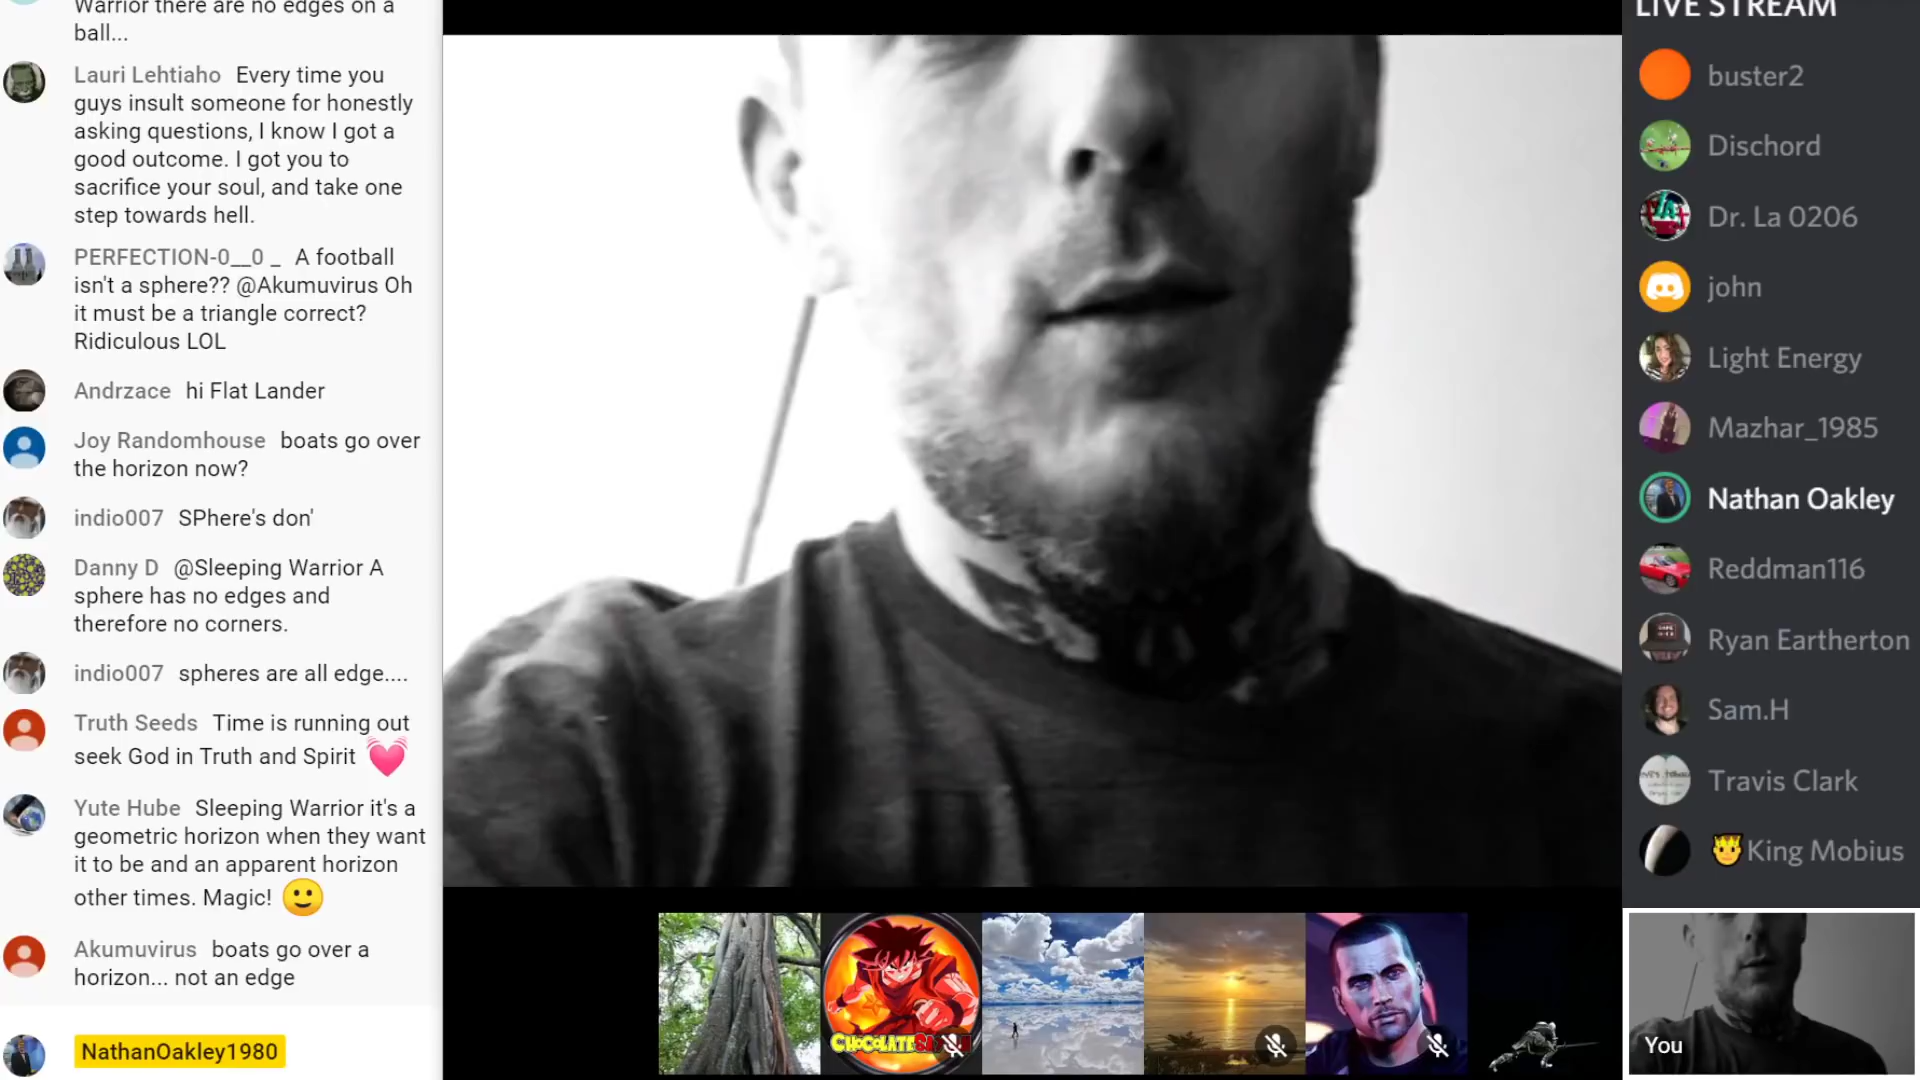 Warrior there are no edges on a
ball...
Lauri Lehtiaho Every time you
guys insult someone for honestly
asking questions, I know I got a
good outcome. I got you to
sacrifice your soul, and take one
step towards hell.
PERFECTION-0__0 _ A football
isn't a sphere?? @Akumuvirus Oh
it must be a triangle correct?
Ridiculous LOL
Andrzace hi Flat Lander
Joy Randomhouse boats go over
the horizon now?
indio007 SPhere's don'
Danny D @Sleeping Warrior A
sphere has no edges and
therefore no corners.
indio007 spheres are all edge....
Truth Seeds Time is running out
seek God in Truth and Spirit
Yute Hube Sleeping Warrior it's a
geometric horizon when they want
it to be and an apparent horizon
other times. Magic!
Akumuvirus boats go over a
horizon... not an edge
NathanOakley1980
LIVE STREAM
buster2
Dischord
Dr. La 0206
john
Light Energy
Mazhar_1985
Nathan Oakley
Reddman116
Ryan Eartherton
Sam.H
Travis Clark
King Mobius
You